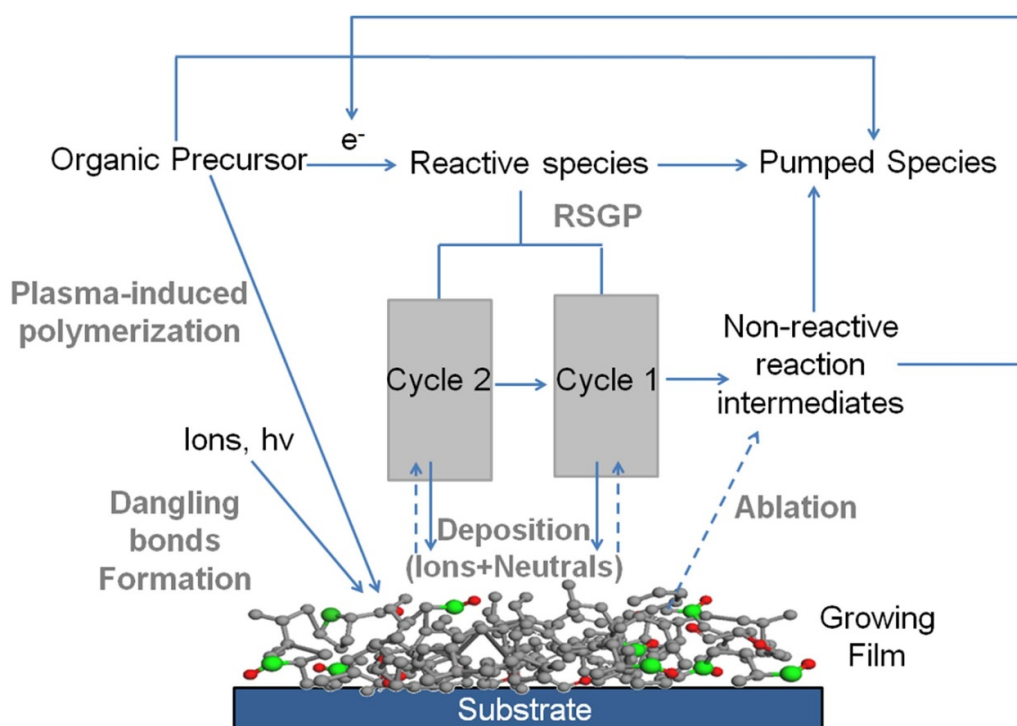 e-
Organic Precursor
Reactive species
Pumped Species
RSGP
Plasma-induced
polymerization
Cycle 2
Cycle 1
Non-reactive
reaction
intermediates
Ions, hv
Dangling
bonds
Formation
Deposition
(Ions+Neutrals)
Ablation
Growing
Film
Substrate